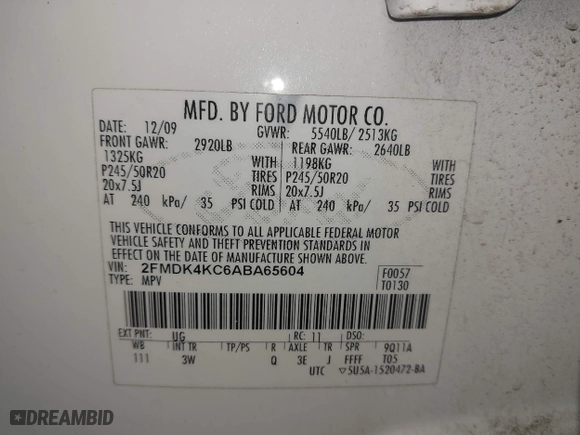 MFD. BY FORD MOTOR CO.
DATE: 12/09 GVWR: 5540LB/ 2513KG
FRONT GAWR: 2920LB REAR GAWR: 2640LB
1325KG WITH 1198KG WITH
P245/50R20 TIRES P245/50R20 TIRES
20x7.5J RIMS 20x7.5J RIMS
AT 240 kPa/ 35 PSI COLD AT 240 kPa/ 35 PSI COLD
THIS VEHICLE CONFORMS TO ALL APPLICABLE FEDERAL MOTOR
VEHICLE SAFETY AND THEFT PREVENTION STANDARDS IN
EFFECT ON THE DATE OF MANUFACTURE SHOWN ABOVE.
VIN: 2FMDK4KC6ABA65604 F0057
TYPE: MPV T0130
EXT PNT: UG RC: 11 DSO:
WB INT TR TP/PS R AXLE TR SPR 9Q11A
111 3W Q 3E J FFFF T05
UTC ▽5U5A-1520472-BA
DREAMBID